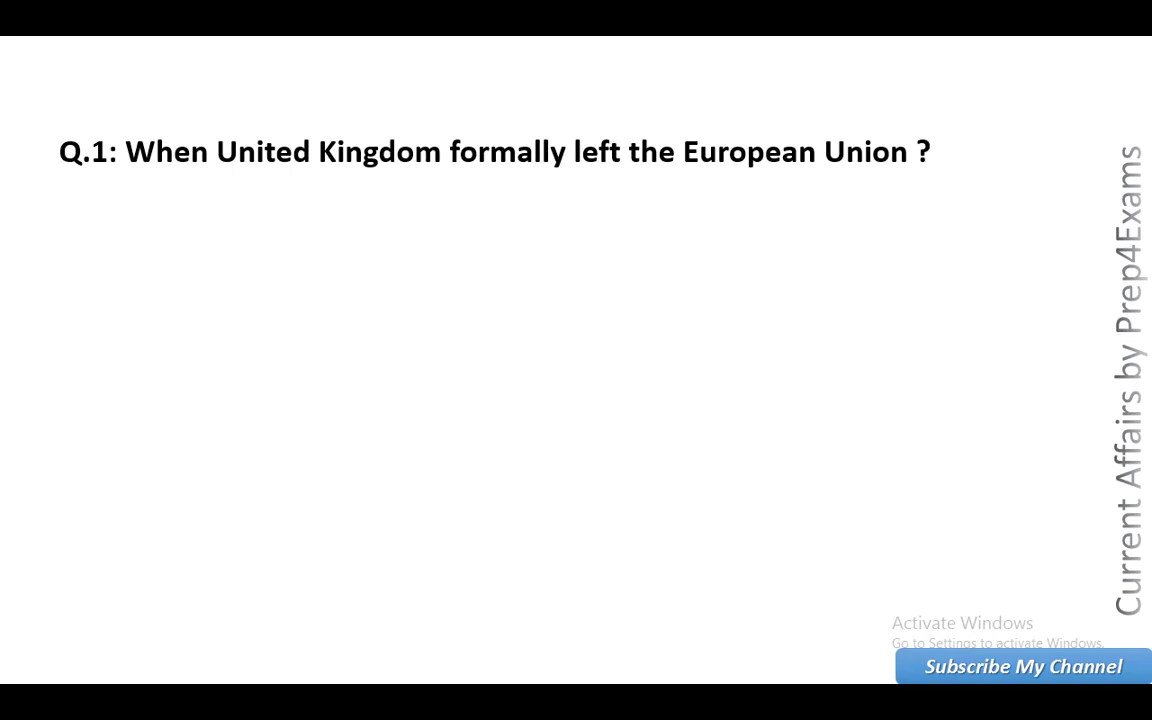 Q.1: When United Kingdom formally left the European Union ?
Current Affairs by Prep4Exams
Activate Windows
Go to Settings to activate Windows.
Subscribe My Channel